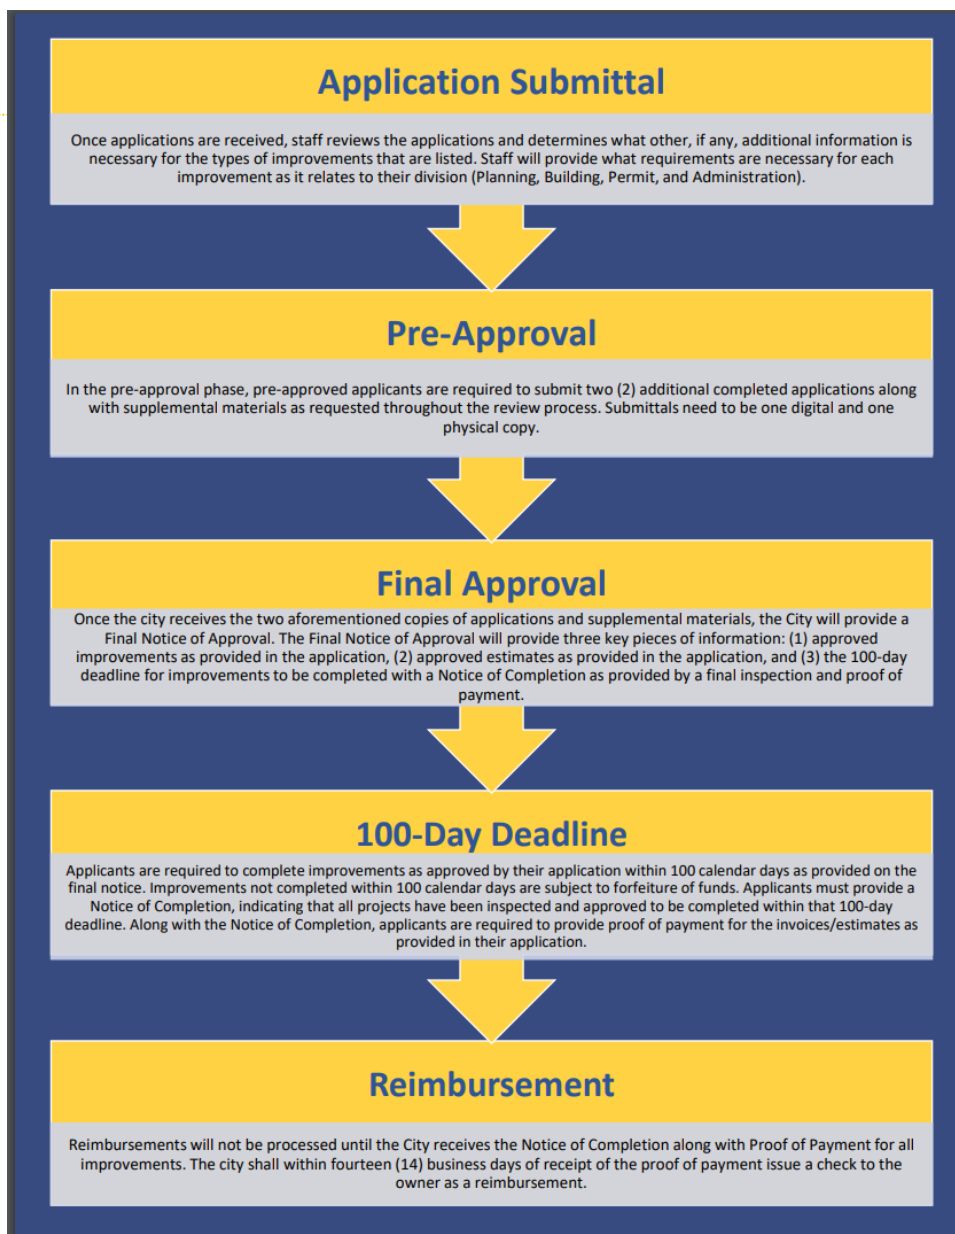 Application Submittal
Once applications are received, staff reviews the applications and determines what other, if any, additional information is
necessary for the types of improvements that are listed. Staff will provide what requirements are necessary for each
improvement as it relates to their division (Planning, Building, Permit, and Administration).
Pre-Approval
In the pre-approval phase, pre-approved applicants are required to submit two (2) additional completed applications along
with supplemental materials as requested throughout the review process. Submittals need to be one digital and one
physical copy.
Final Approval
Once the city receives the two aforementioned copies of applications and supplemental materials, the City will provide a
Final Notice of Approval. The Final Notice of Approval will provide three key pieces of information: (1) approved
improvements as provided in the application, (2) approved estimates as provided in the application, and (3) the 100-day
deadline for improvements to be completed with a Notice of Completion as provided by a final inspection and proof of
payment.
100-Day Deadline
Applicants are required to complete improvements as approved by their application within 100 calendar days as provided on the
final notice. Improvements not completed within 100 calendar days are subject to forfeiture of funds. Applicants must provide a
Notice of Completion, indicating that all projects have been inspected and approved to be completed within that 100-day
deadline. Along with the Notice of Completion, applicants are required to provide proof of payment for the invoices/estimates as
provided in their application.
Reimbursement
Reimbursements will not be processed until the City receives the Notice of Completion along with Proof of Payment for all
improvements. The city shall within fourteen (14) business days of receipt of the proof of payment issue a check to the
owner as a reimbursement.